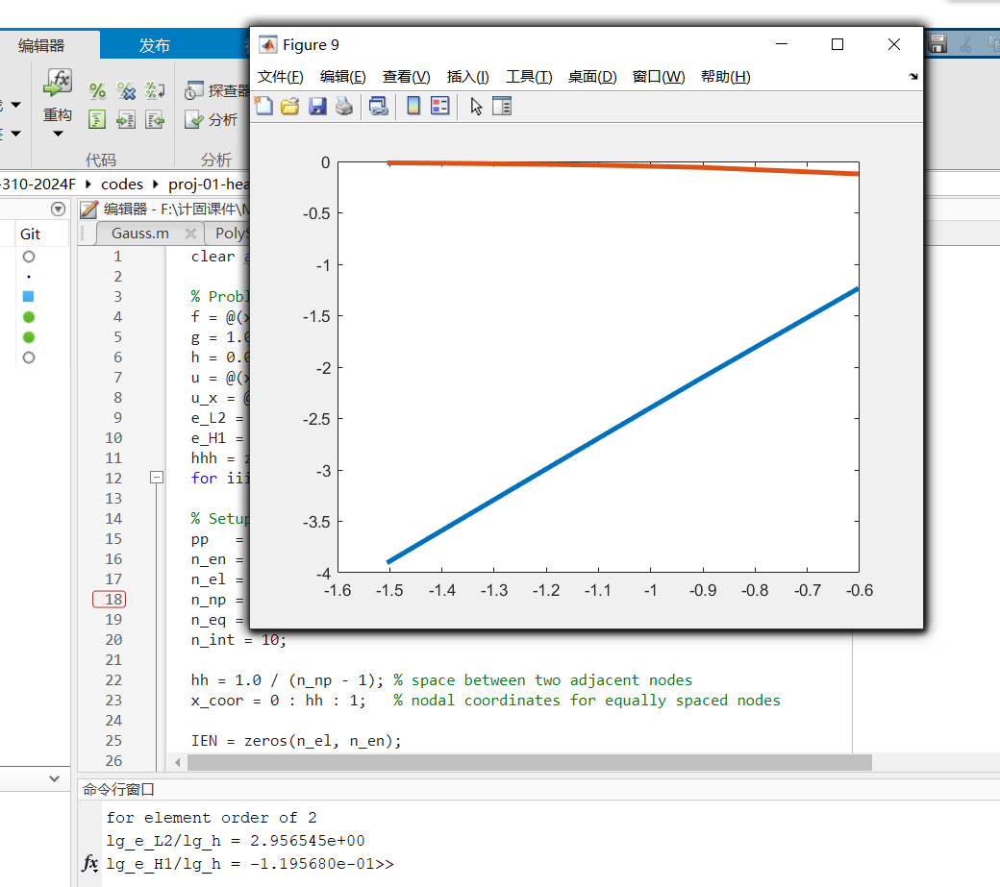 编辑器 发布
Figure 9
文件(F) 编辑(E) 查看(V) 插入(I) 工具(T) 桌面(D) 窗口(W) 帮助(H)
重构
探查器
分析
代码
分析
-310-2024F codes proj-01-hea
编辑器 - F:\计固课件\
Git
Gauss.m
1 clear
2
3 % Probl
4 f = @(x
5 g = 1.0
6 h = 0.0
7 u = @(x
8 u_x = @
9 e_L2 =
10 e_H1 =
11 hhh = z
12 for iii
13
14 % Setup
15 pp =
16 n_en =
17 n_el =
18 n_np =
19 n_eq =
20 n_int = 10;
21
22 hh = 1.0 / (n_np - 1); % space between two adjacent nodes
23 x_coor = 0 : hh : 1; % nodal coordinates for equally spaced nodes
24
25 IEN = zeros(n_el, n_en);
26
0
-0.5
-1
-1.5
-2
-2.5
-3
-3.5
-4
-1.6 -1.5 -1.4 -1.3 -1.2 -1.1 -1 -0.9 -0.8 -0.7 -0.6
命令行窗口
for element order of 2
lg_e_L2/lg_h = 2.956545e+00
fx lg_e_H1/lg_h = -1.195680e-01>>